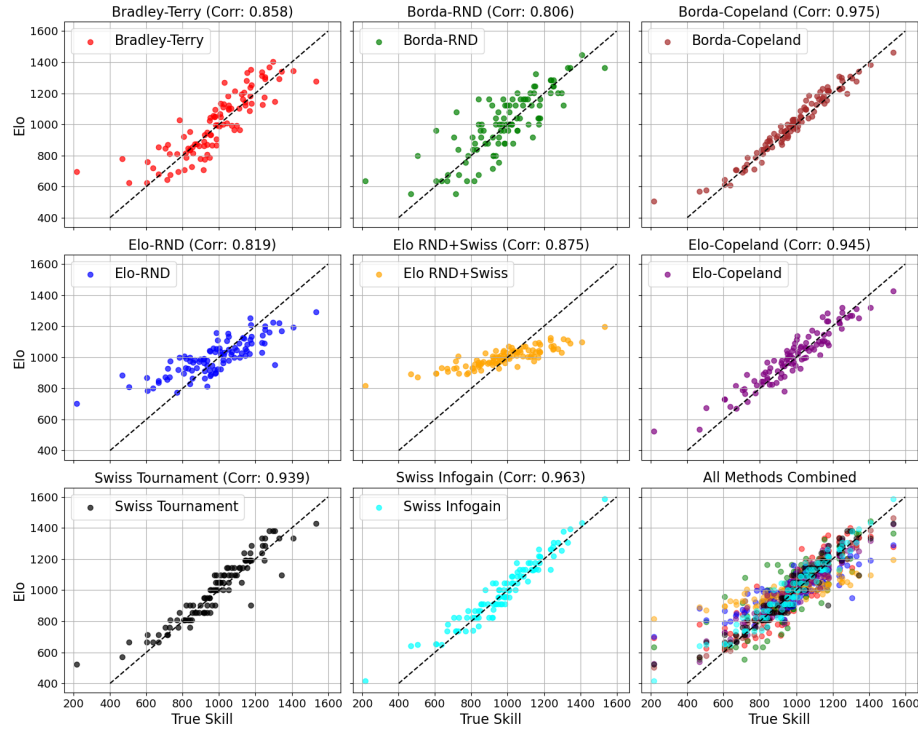 Bradley-Terry (Corr: 0.858)
Borda-RND (Corr: 0.806)
Borda-Copeland (Corr: 0.975)
1600
1400
1200
1000
800
600
400
Elo
Bradley-Terry
Borda-RND
Borda-Copeland
Elo-RND (Corr: 0.819)
Elo RND+Swiss (Corr: 0.875)
Elo-Copeland (Corr: 0.945)
1600
1400
1200
1000
800
600
400
Elo
Elo-RND
Elo RND+Swiss
Elo-Copeland
Swiss Tournament (Corr: 0.939)
Swiss Infogain (Corr: 0.963)
All Methods Combined
1600
1400
1200
1000
800
600
400
Elo
Swiss Tournament
Swiss Infogain
200 400 600 800 1000 1200 1400 1600
200 400 600 800 1000 1200 1400 1600
200 400 600 800 1000 1200 1400 1600
True Skill
True Skill
True Skill